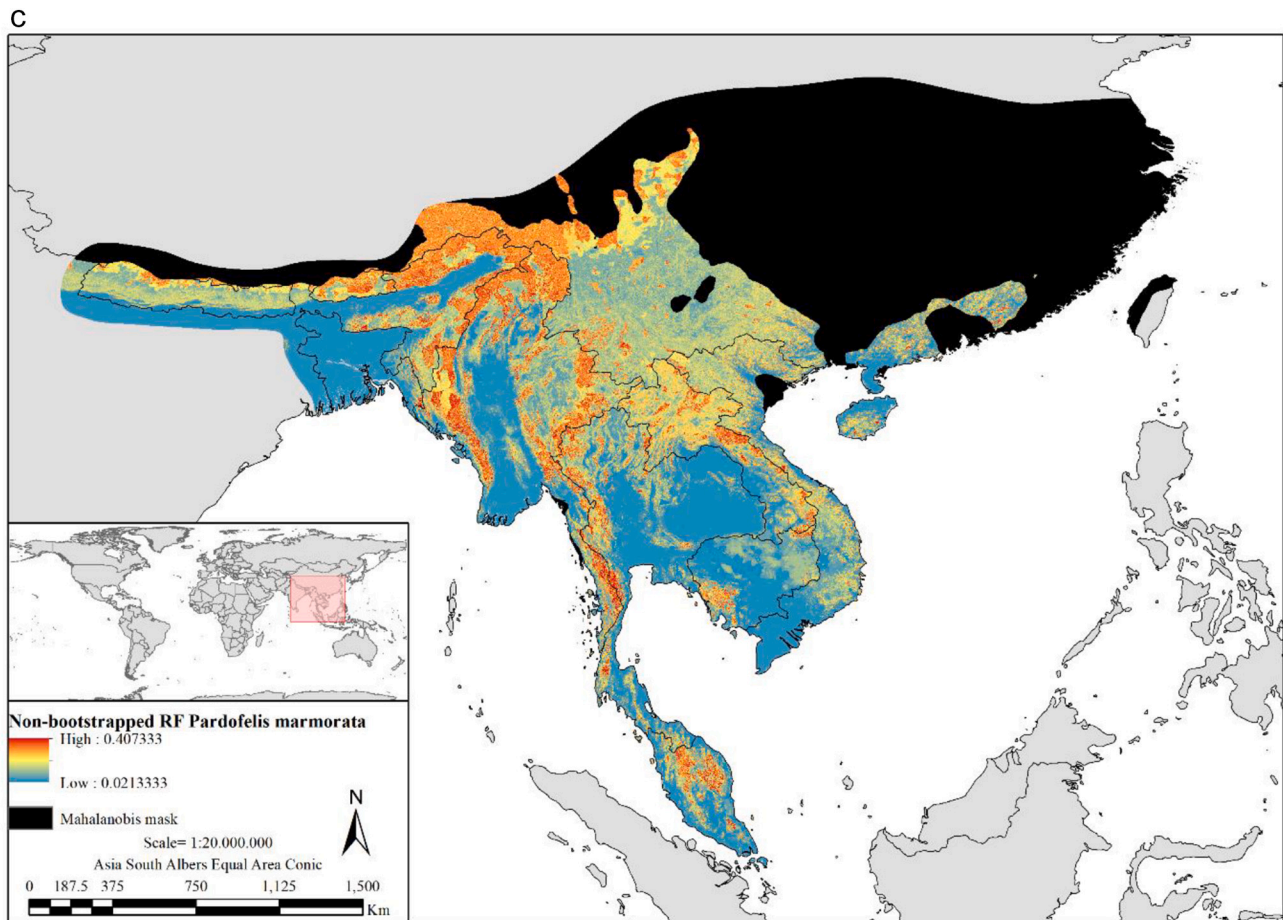 C
N
Non-bootstrapped RF Pardofelis marmorata
High : 0.407333
Low : 0.0213333
Mahalanobis mask
Scale= 1:20.000.000
Asia South Albers Equal Area Conic
0 187.5 375 750 1,125 1,500
Km